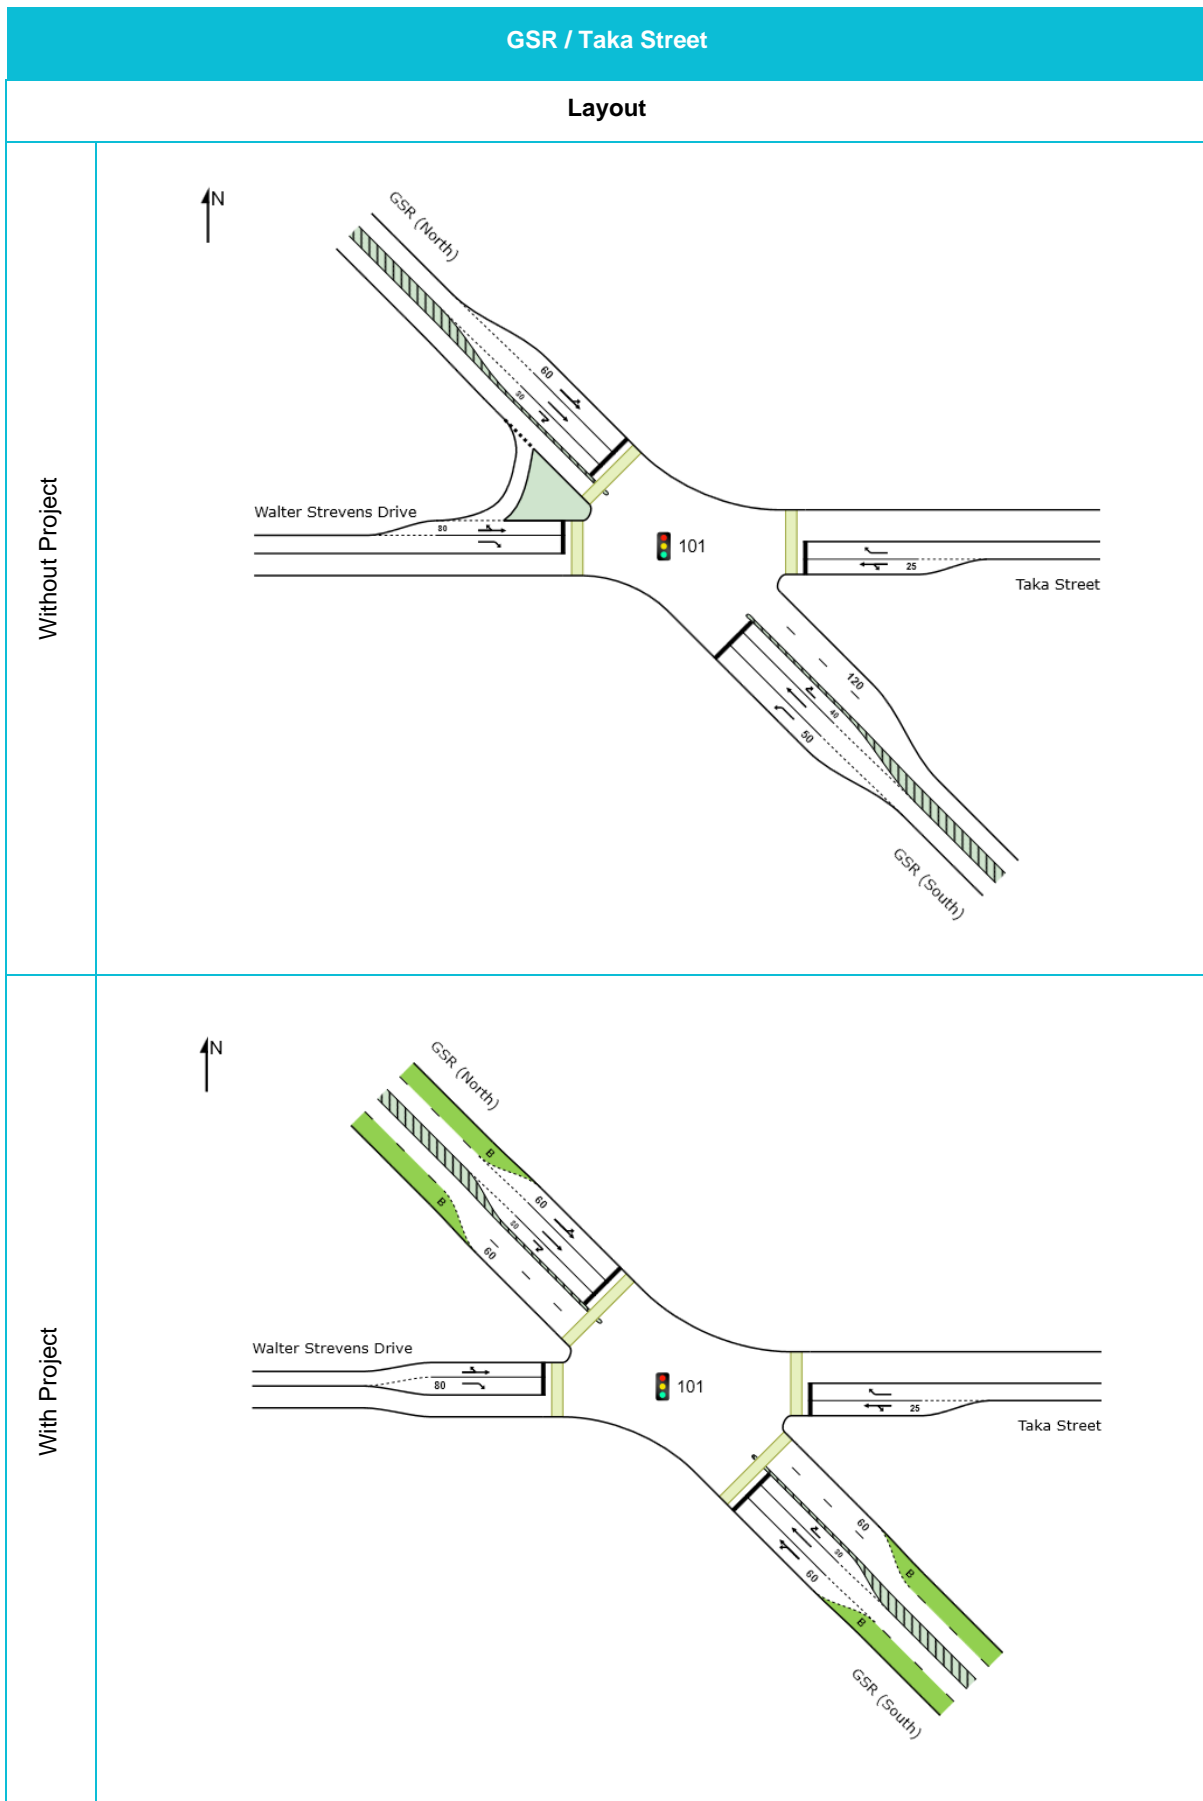 GSR / Taka Street
Layout
Without Project
N
GSR (North)
60
80
Walter Strevens Drive
80
101
25
Taka Street
120
40
50
GSR (South)
With Project
N
GSR (North)
B
B
60
60
Walter Strevens Drive
80
101
25
Taka Street
60
B
60
B
GSR (South)